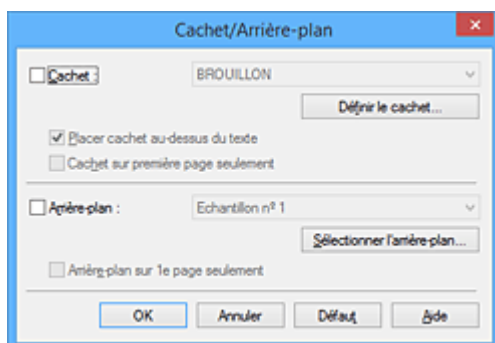 Cachet/Arrière-plan
Cachet :
BROUILLON
Définir le cachet...
Placer cachet au-dessus du texte
Cachet sur première page seulement
Arrière-plan :
Echantillon nº 1
Sélectionner l'arrière-plan...
Arrière-plan sur 1e page seulement
OK Annuler Défaut Aide